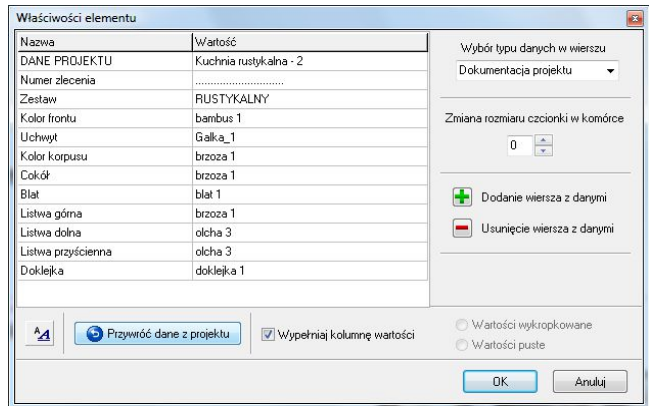 Właściwości elementu
Nazwa Wartość
DANE PROJEKTU Kuchnia rustykalna - 2
Numer zlecenia ............................
Zestaw RUSTYKALNY
Kolor frontu bambus 1
Uchwyt Gałka_1
Kolor korpusu brzoza 1
Cokół brzoza 1
Blat blat 1
Listwa górna brzoza 1
Listwa dolna olcha 3
Listwa przyścienna olcha 3
Doklejka doklejka 1
Wybór typu danych w wierszu
Dokumentacja projektu
Zmiana rozmiaru czcionki w komórce
0
Dodanie wiersza z danymi
Usunięcie wiersza z danymi
AA Przywróć dane z projektu Wypełniaj kolumnę wartości
Wartości wykropkowane
Wartości puste
OK Anuluj